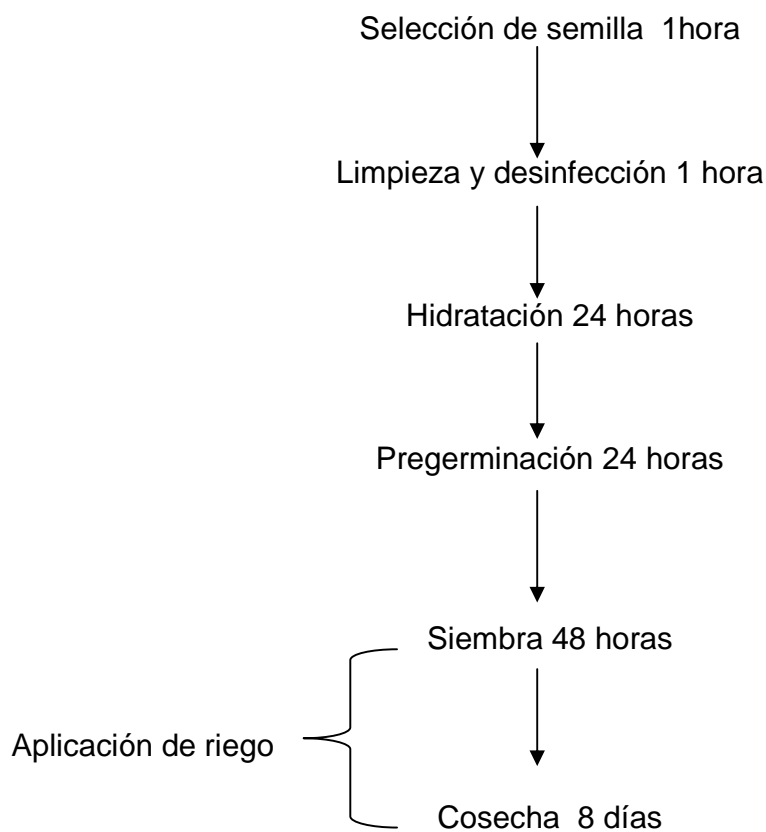 Selección de semilla  1hora
Limpieza y desinfección 1 hora
Hidratación 24 horas
Pregerminación 24 horas
Siembra 48 horas
Aplicación de riego
Cosecha  8 días